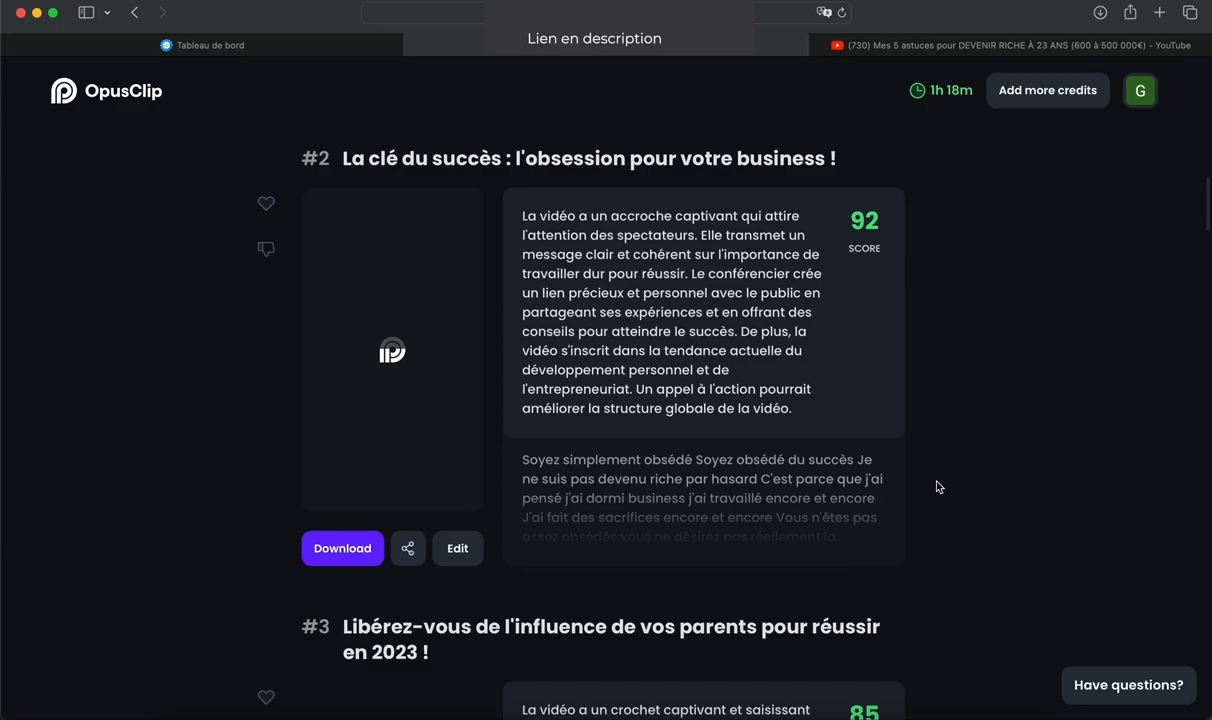 Lien en description
Tableau de bord
(730) Mes 5 astuces pour DEVENIR RICHE À 23 ANS (600 à 500 000€) - YouTube
OpusClip
1h 18m
Add more credits
G
#2 La clé du succès : l'obsession pour votre business !
La vidéo a un accroche captivant qui attire
l'attention des spectateurs. Elle transmet un
message clair et cohérent sur l'importance de
travailler dur pour réussir. Le conférencier crée
un lien précieux et personnel avec le public en
partageant ses expériences et en offrant des
conseils pour atteindre le succès. De plus, la
vidéo s'inscrit dans la tendance actuelle du
développement personnel et de
l'entrepreneuriat. Un appel à l'action pourrait
améliorer la structure globale de la vidéo.
92
SCORE
Soyez simplement obsédé Soyez obsédé du succès Je
ne suis pas devenu riche par hasard C'est parce que j'ai
pensé j'ai dormi business j'ai travaillé encore et encore
J'ai fait des sacrifices encore et encore Vous n'êtes pas
assez obsédés vous ne désirez pas réellement la...
Download
Edit
#3 Libérez-vous de l'influence de vos parents pour réussir
en 2023 !
La vidéo a un crochet captivant et saisissant
85
Have questions?